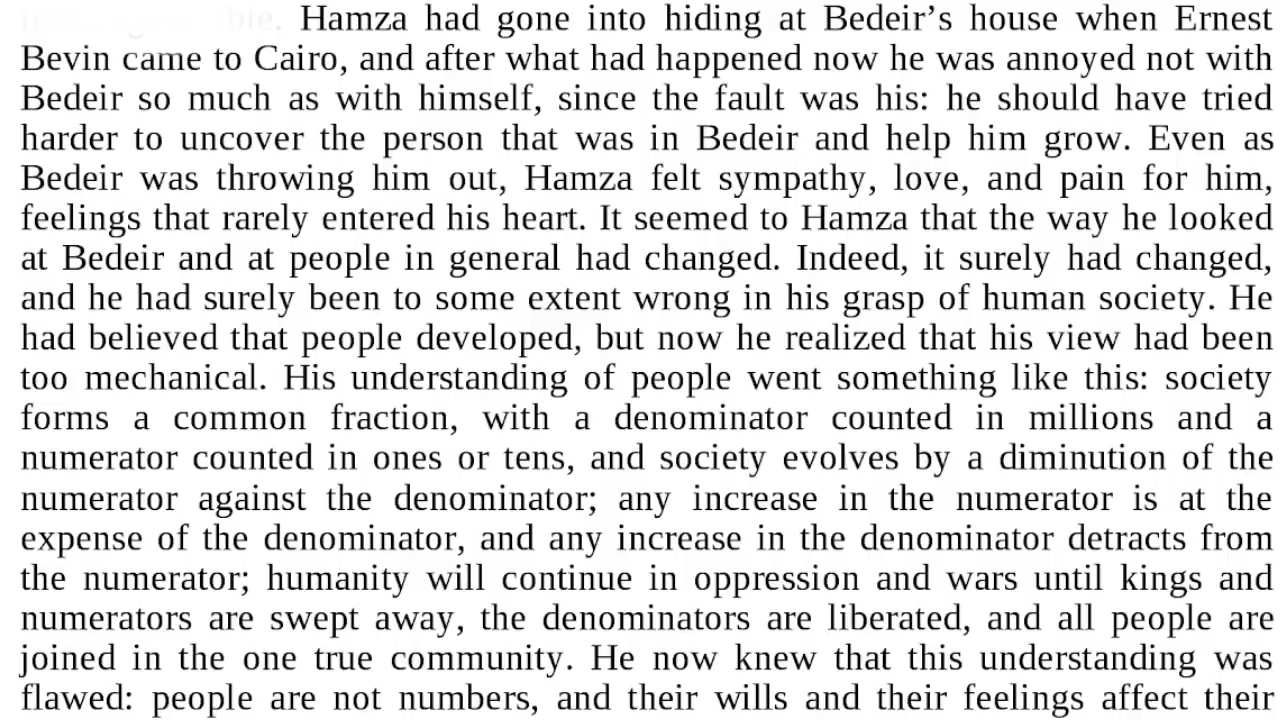 Hamza had gone into hiding at Bedeir’s house when Ernest
Bevin came to Cairo, and after what had happened now he was annoyed not with
Bedeir so much as with himself, since the fault was his: he should have tried
harder to uncover the person that was in Bedeir and help him grow. Even as
Bedeir was throwing him out, Hamza felt sympathy, love, and pain for him,
feelings that rarely entered his heart. It seemed to Hamza that the way he looked
at Bedeir and at people in general had changed. Indeed, it surely had changed,
and he had surely been to some extent wrong in his grasp of human society. He
had believed that people developed, but now he realized that his view had been
too mechanical. His understanding of people went something like this: society
forms a common fraction, with a denominator counted in millions and a
numerator counted in ones or tens, and society evolves by a diminution of the
numerator against the denominator; any increase in the numerator is at the
expense of the denominator, and any increase in the denominator detracts from
the numerator; humanity will continue in oppression and wars until kings and
numerators are swept away, the denominators are liberated, and all people are
joined in the one true community. He now knew that this understanding was
flawed: people are not numbers, and their wills and their feelings affect their